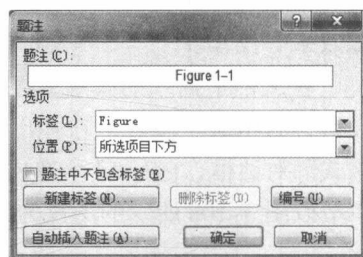 题注
题注(C):
Figure 1-1
选项
标签(L): Figure
位置(P): 所选项目下方
题注中不包含标签(E)
新建标签(N)... 删除标签(D) 编号(U)...
自动插入题注(A)... 确定 取消